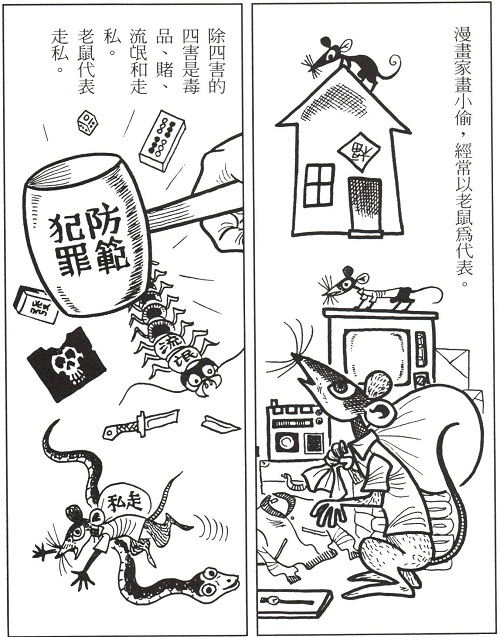 漫畫家畫小偷，經常以老鼠爲代表。
福
除四害的
四害是毒
品、賭、
流氓和走
私。
老鼠代表
走私。
防範
犯罪
流氓
走私